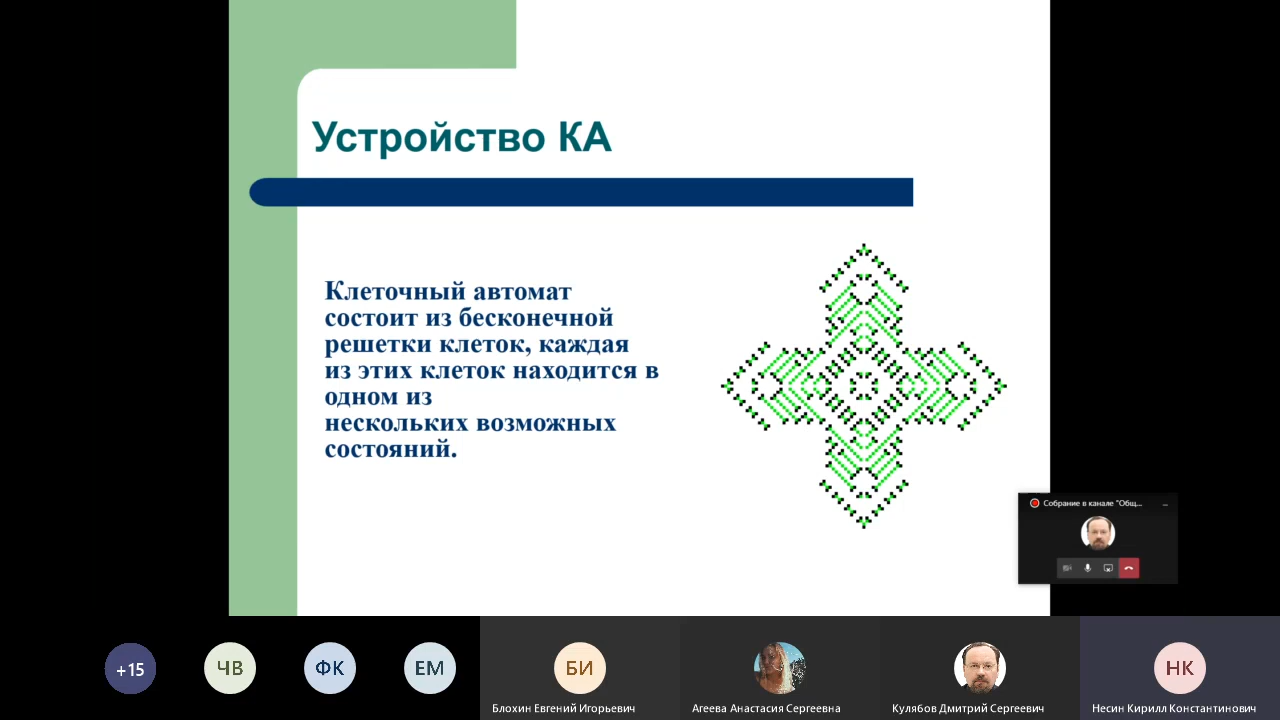 Устройство КА
Клеточный автомат
состоит из бесконечной
решетки клеток, каждая
из этих клеток находится в
одном из
нескольких возможных
состояний.
Собрание в канале "Общ...
+15
ЧВ
ФК
ЕМ
БИ
НК
Блохин Евгений Игорьевич
Агеева Анастасия Сергеевна
Кулябов Дмитрий Сергеевич
Несин Кирилл Константинович